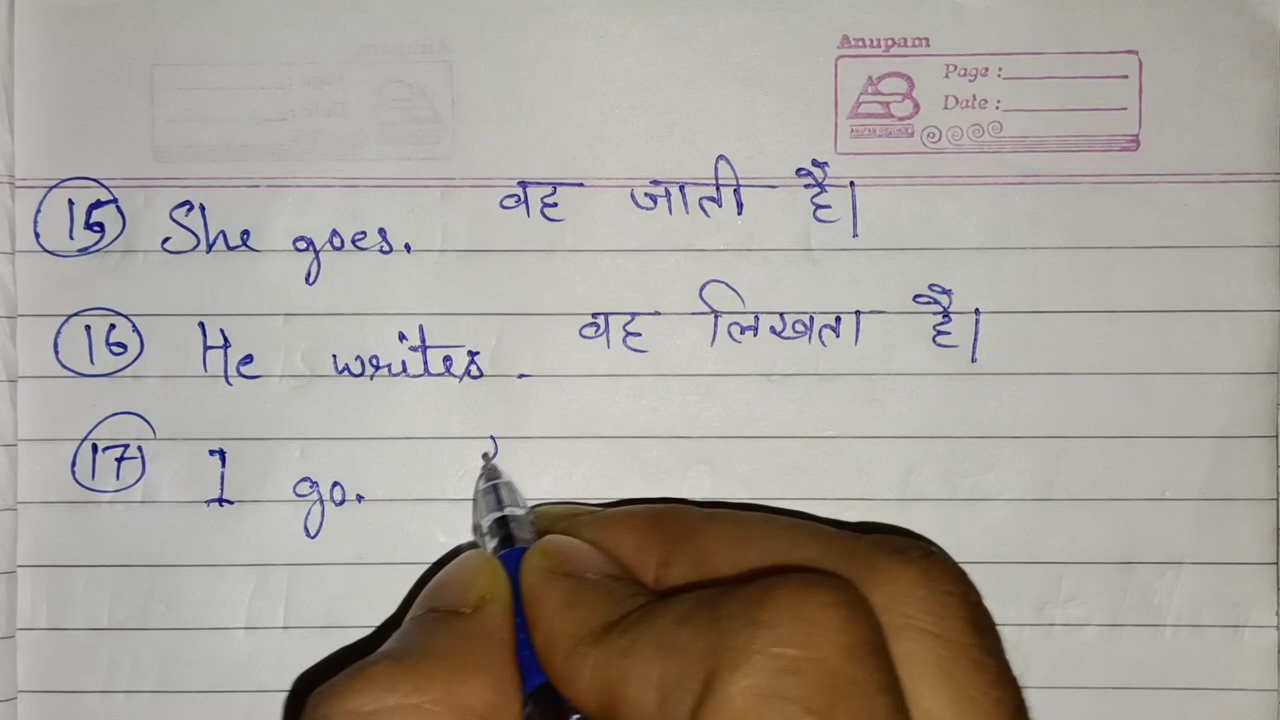 Anupam
Page :
Date :
15 She goes. वह जाती है।
16 He writes. वह लिखता है।
17 I go.